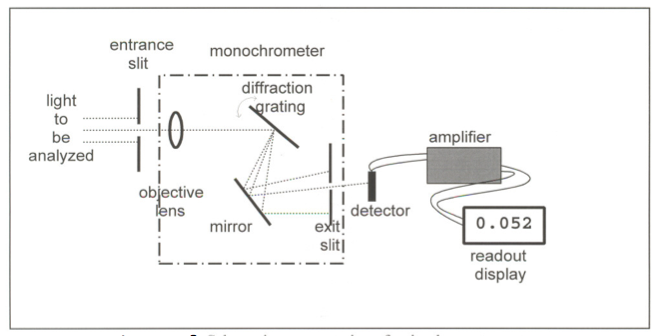 entrance
slit
monochrometer
light
to
be
analyzed
diffraction
grating
amplifier
objective
lens
mirror
exit
slit
detector
0.052
readout
display